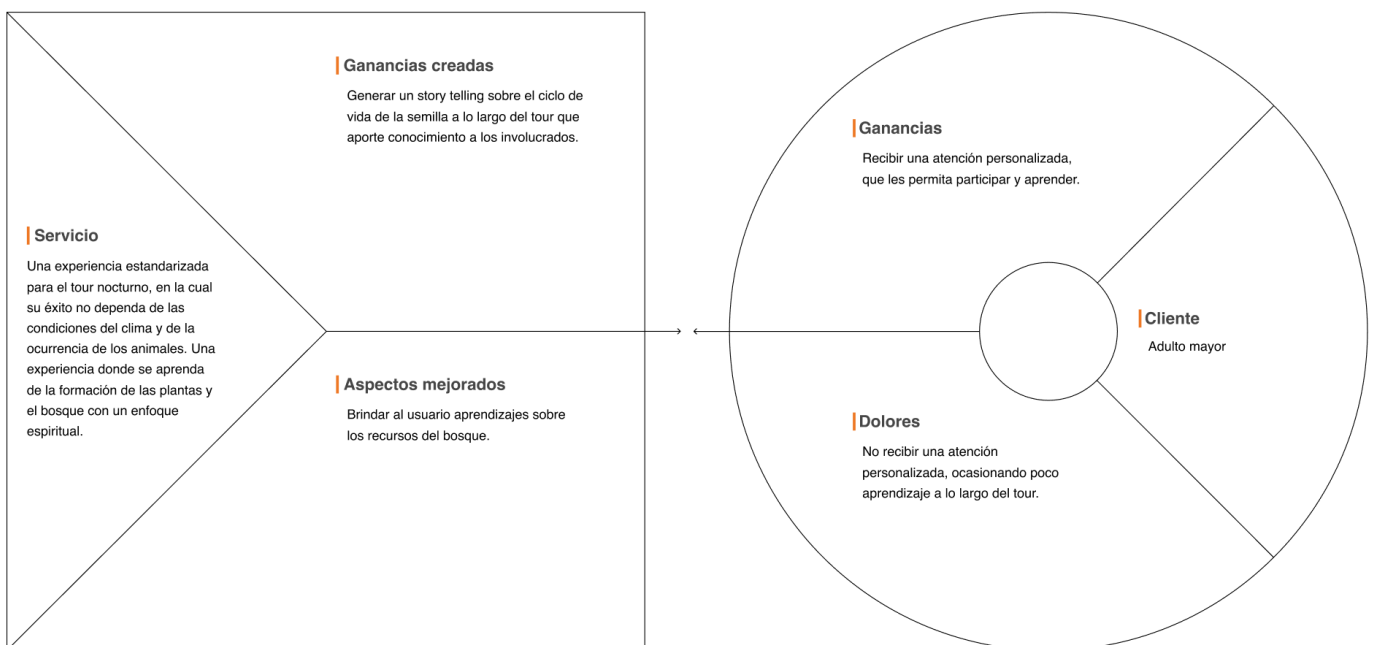 Ganancias creadas
Generar un story telling sobre el ciclo de
vida de la semilla a lo largo del tour que
aporte conocimiento a los involucrados.
Servicio
Una experiencia estandarizada
para el tour nocturno, en la cual
su éxito no dependa de las
condiciones del clima y de la
ocurrencia de los animales. Una
experiencia donde se aprenda
de la formación de las plantas y
el bosque con un enfoque
espiritual.
Aspectos mejorados
Brindar al usuario aprendizajes sobre
los recursos del bosque.
Ganancias
Recibir una atención personalizada,
que les permita participar y aprender.
Cliente
Adulto mayor
Dolores
No recibir una atención
personalizada, ocasionando poco
aprendizaje a lo largo del tour.